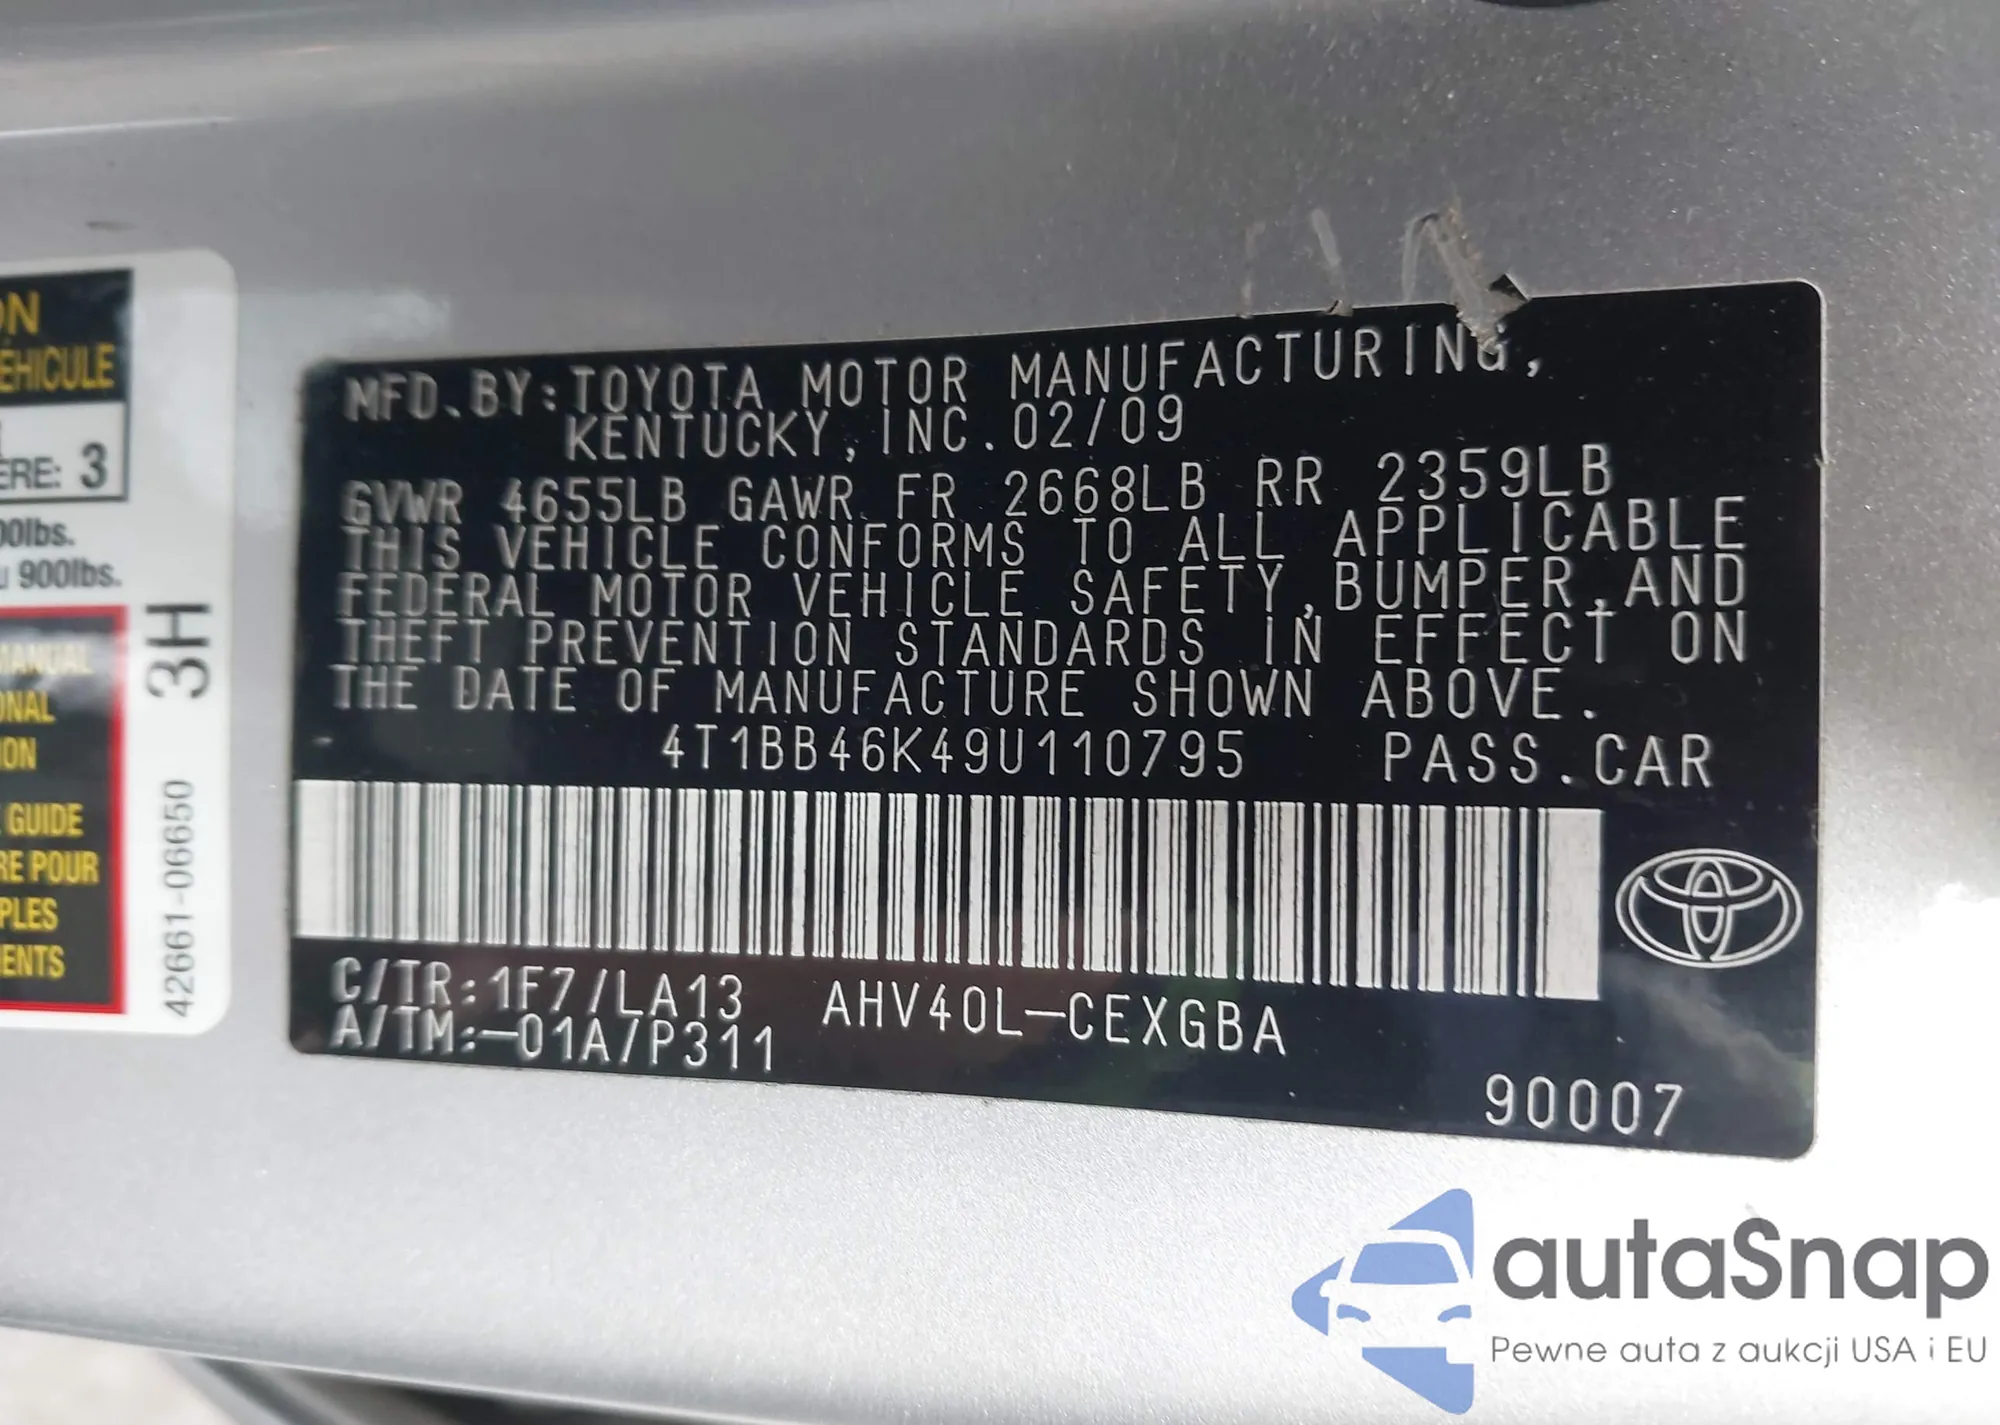 ON
ÉHICULE
ÈRE: 3
00lbs.
900lbs.
MANUAL
ONAL
ION
GUIDE
RE POUR
PLES
ENTS
3H
42661-06650
MFD.BY:TOYOTA MOTOR MANUFACTURING,
KENTUCKY, INC.02/09
GVWR 4655LB GAWR FR 2668LB RR 2359LB
THIS VEHICLE CONFORMS TO ALL APPLICABLE
FEDERAL MOTOR VEHICLE SAFETY,BUMPER,AND
THEFT PREVENTION STANDARDS IN EFFECT ON
THE DATE OF MANUFACTURE SHOWN ABOVE.
4T1BB46K49U110795 PASS.CAR
C/TR:1F7/LA13 AHV40L-CEXGBA
A/TM:-01A/P311
90007
autaSnap
Pewne auta z aukcji USA i EU